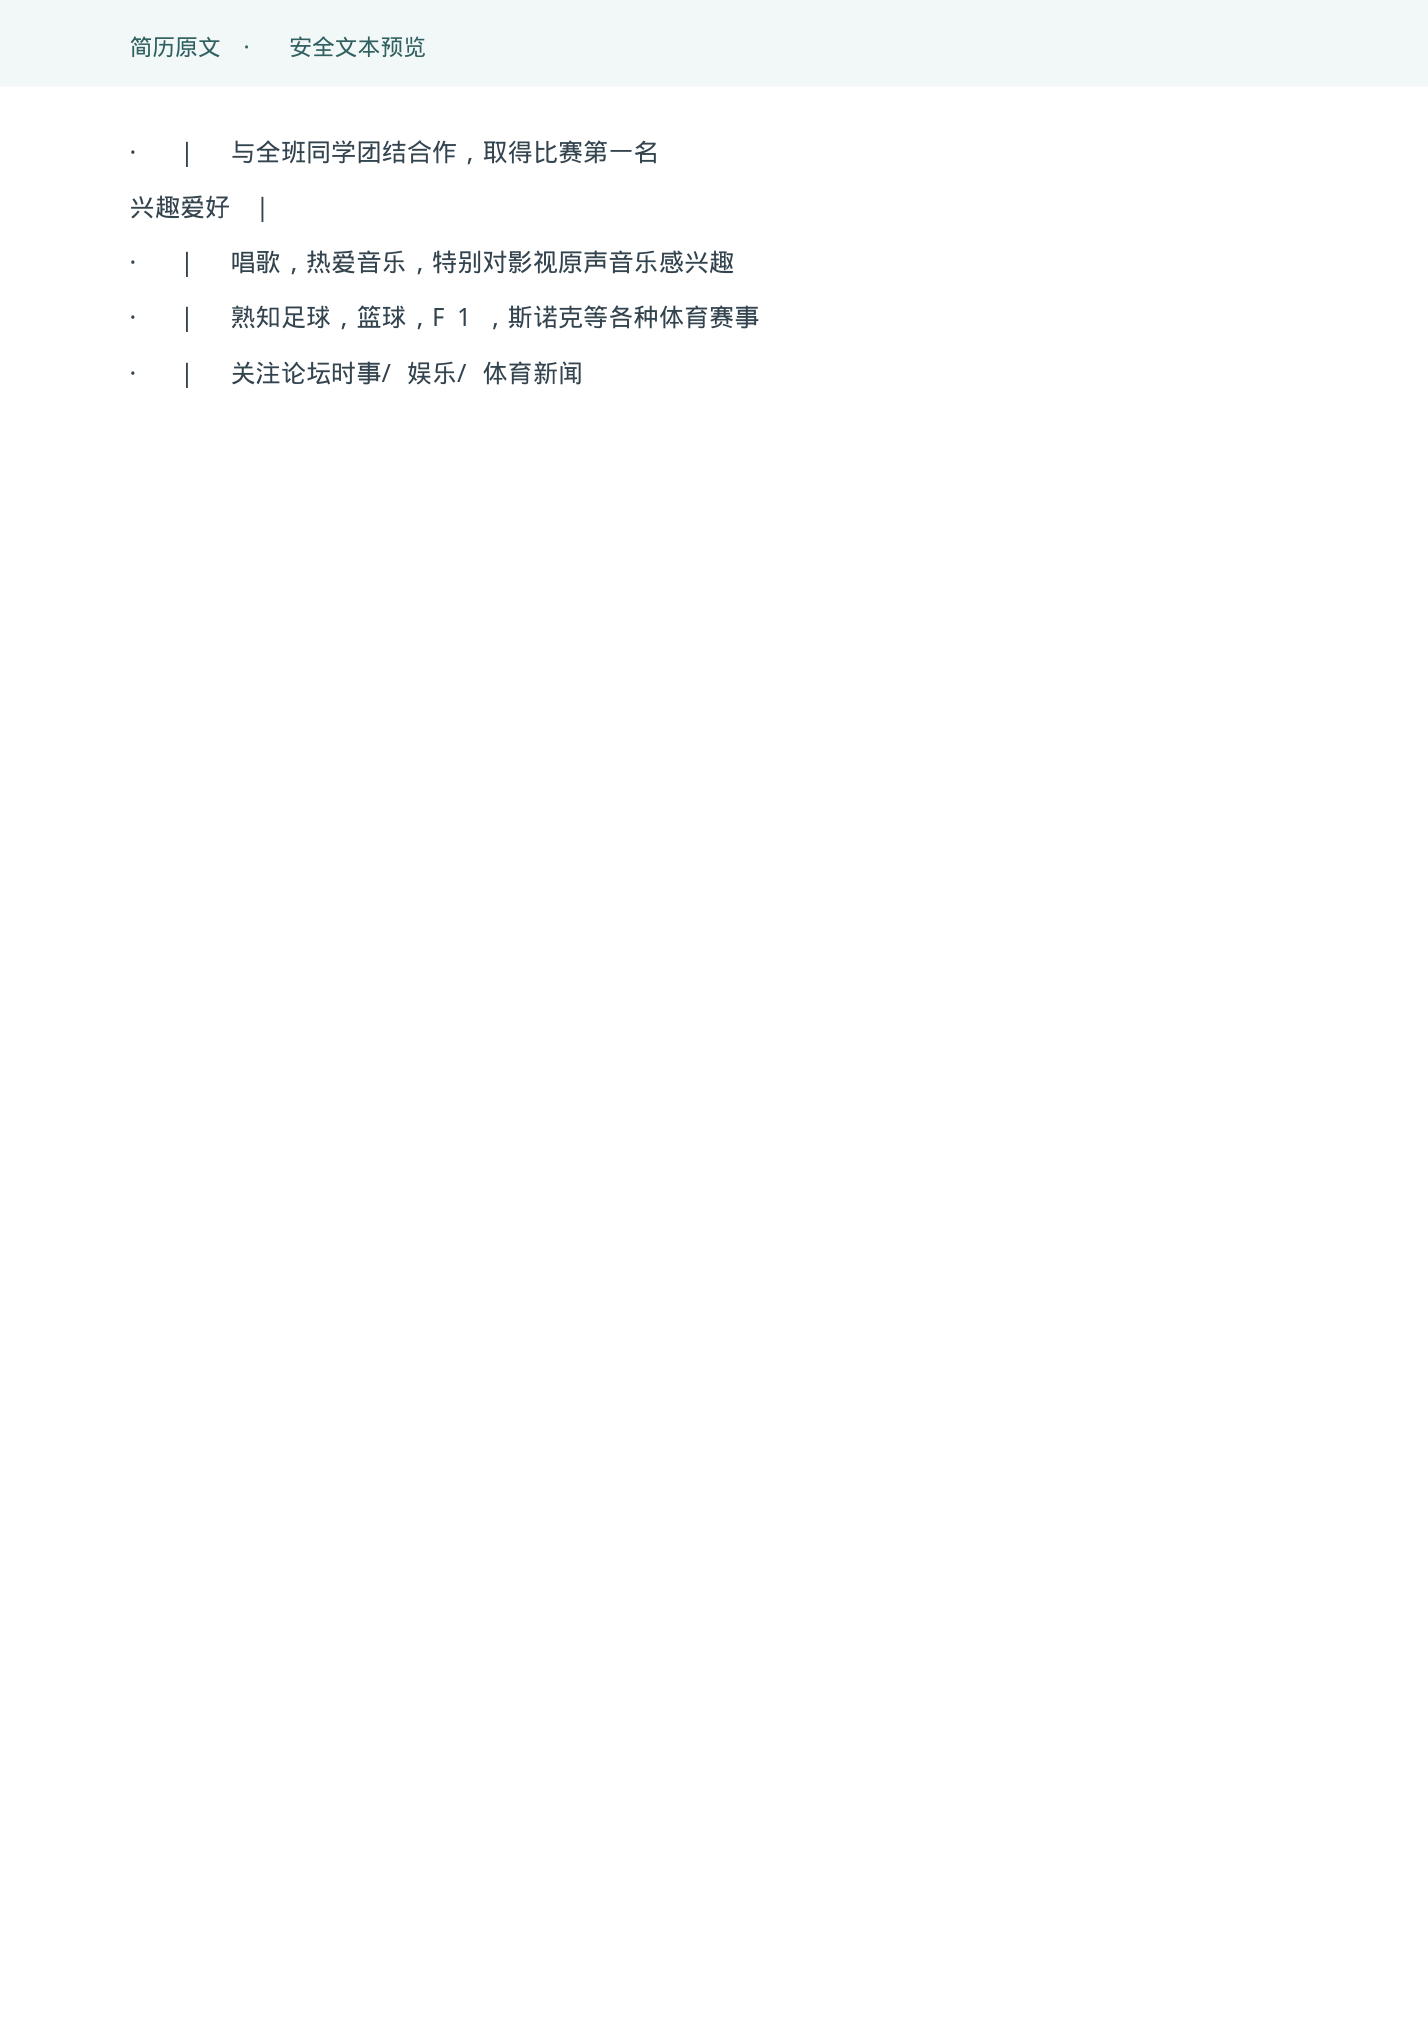 简历原文 · 安全文本预览
· | 与全班同学团结合作，取得比赛第一名
兴趣爱好 |
· | 唱歌，热爱音乐，特别对影视原声音乐感兴趣
· | 熟知足球，篮球，F1，斯诺克等各种体育赛事
· | 关注论坛时事/ 娱乐/ 体育新闻